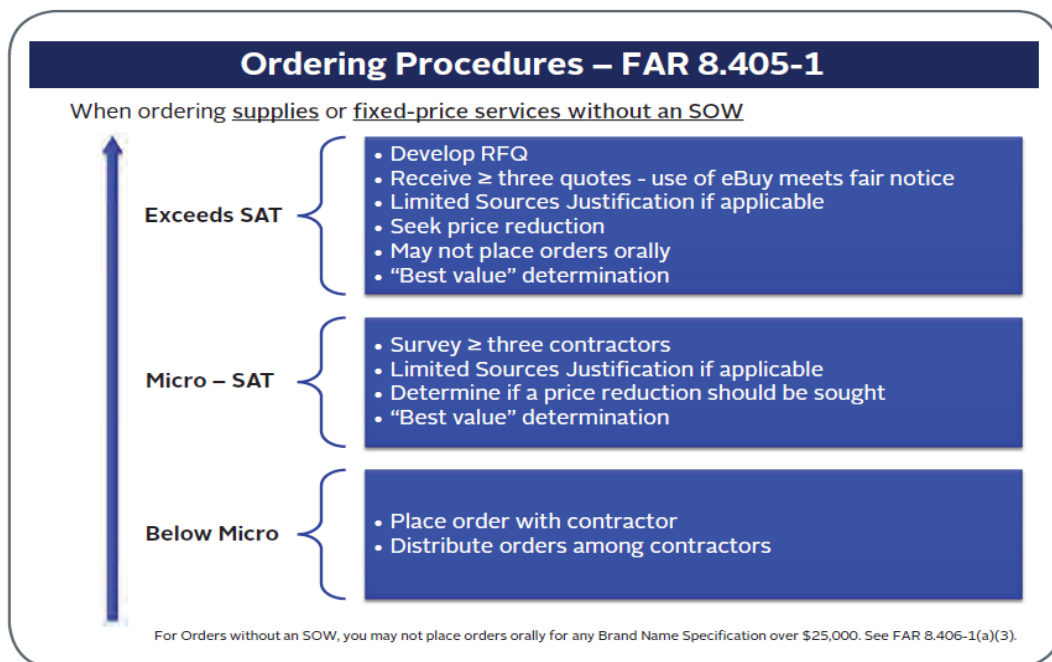 Ordering Procedures – FAR 8.405-1
When ordering supplies or fixed-price services without an SOW
Exceeds SAT
• Develop RFQ
• Receive ≥ three quotes - use of eBuy meets fair notice
• Limited Sources Justification if applicable
• Seek price reduction
• May not place orders orally
• “Best value” determination
Micro – SAT
• Survey ≥ three contractors
• Limited Sources Justification if applicable
• Determine if a price reduction should be sought
• “Best value” determination
Below Micro
• Place order with contractor
• Distribute orders among contractors
For Orders without an SOW, you may not place orders orally for any Brand Name Specification over $25,000. See FAR 8.406-1(a)(3).